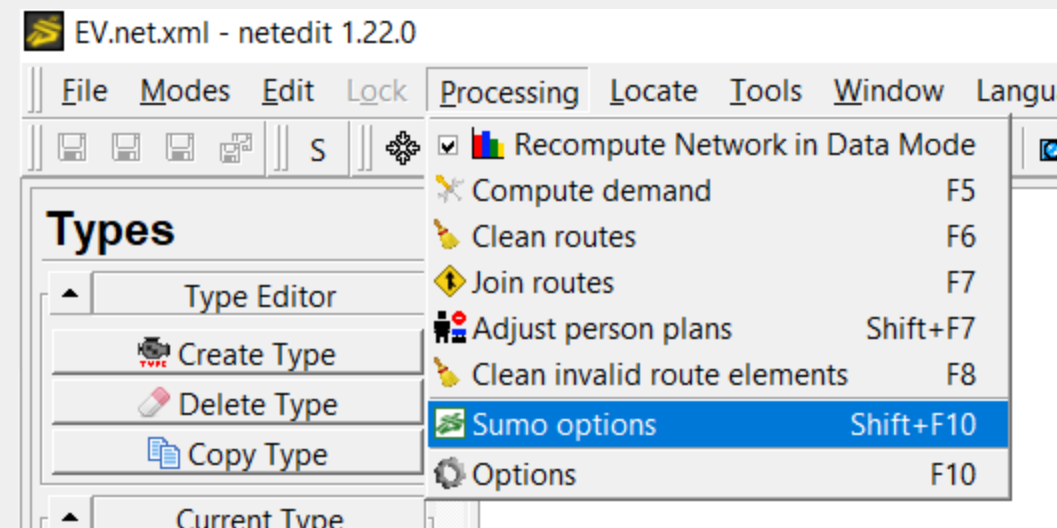 EV.net.xml - netedit 1.22.0
File Modes Edit Lock Processing Locate Tools Window
S
Recompute Network in Data Mode
Compute demand F5
Clean routes F6
Join routes F7
Adjust person plans Shift+F7
Clean invalid route elements F8
Sumo options Shift+F10
Options F10
Types
Type Editor
TYPE Create Type
Delete Type
Copy Type
Current Type